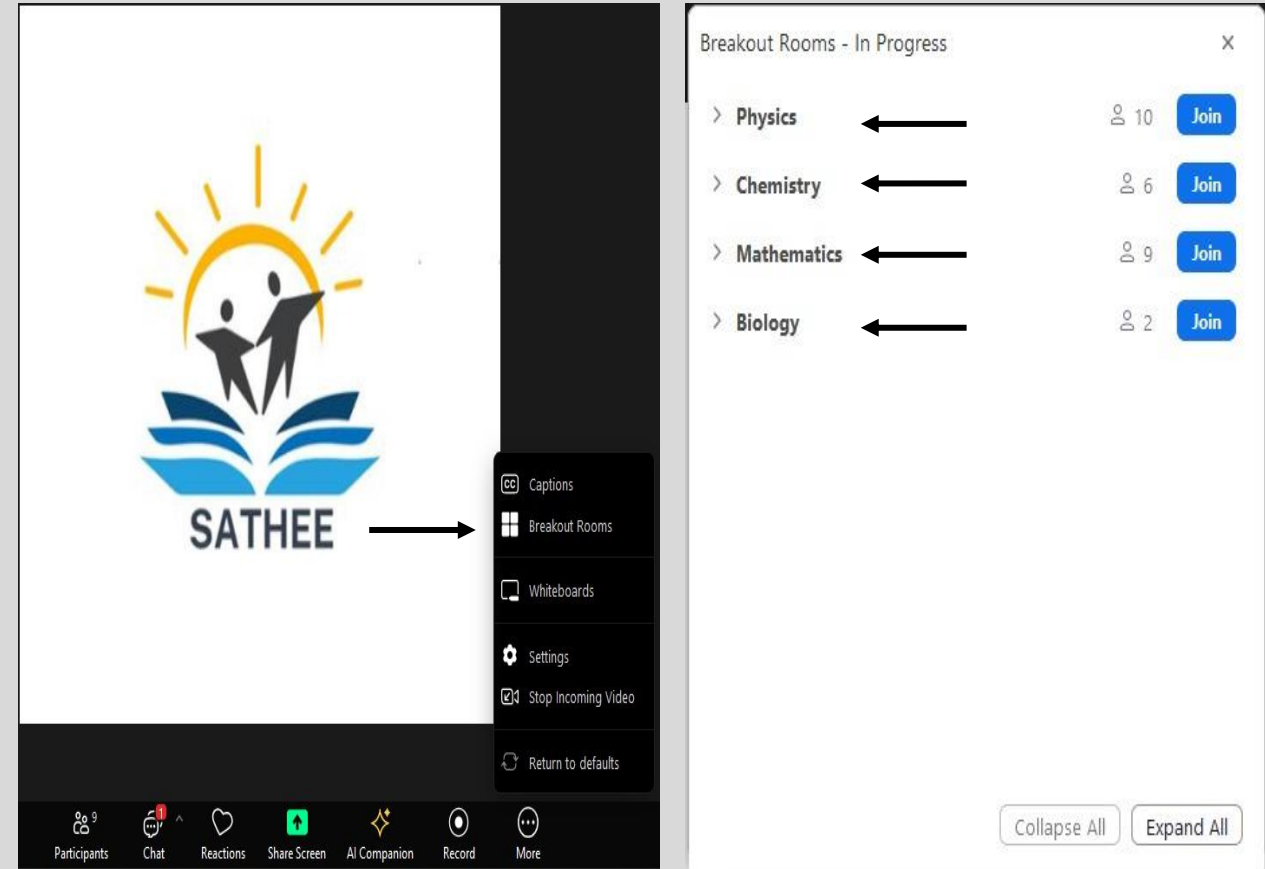 SATHEE
CC Captions
Breakout Rooms
Whiteboards
Settings
Stop Incoming Video
Return to defaults
9
1
Participants
Chat
Reactions
Share Screen
AI Companion
Record
More
Breakout Rooms - In Progress
Physics 10 Join
Chemistry 6 Join
Mathematics 9 Join
Biology 2 Join
Collapse All Expand All